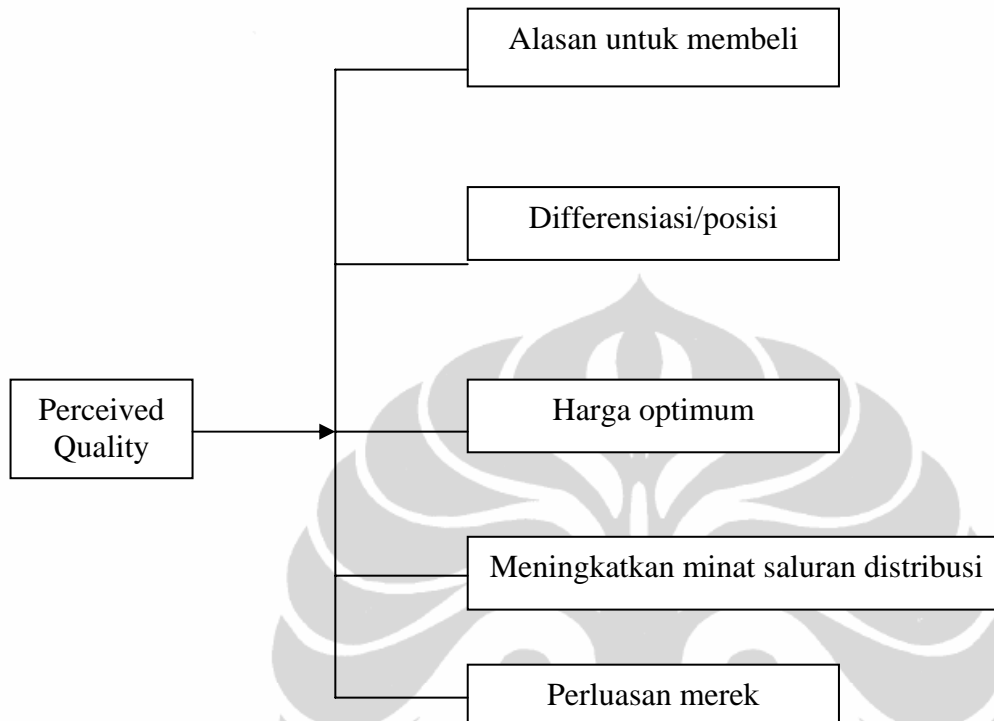 Alasan untuk membeli
Differensiasi/posisi
Perceived
Quality
Harga optimum
Meningkatkan minat saluran distribusi
Perluasan merek